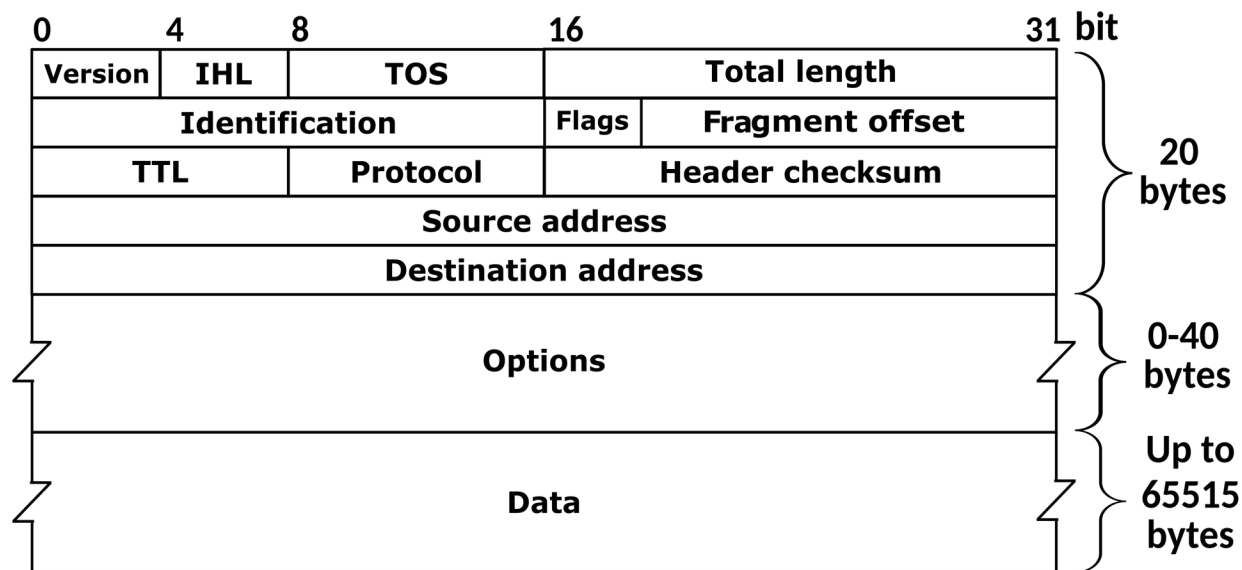 0 4 8 16 31 bit
Version IHL TOS Total length
Identification Flags Fragment offset
TTL Protocol Header checksum
Source address
Destination address
20
bytes
Options
0-40
bytes
Data
Up to
65515
bytes